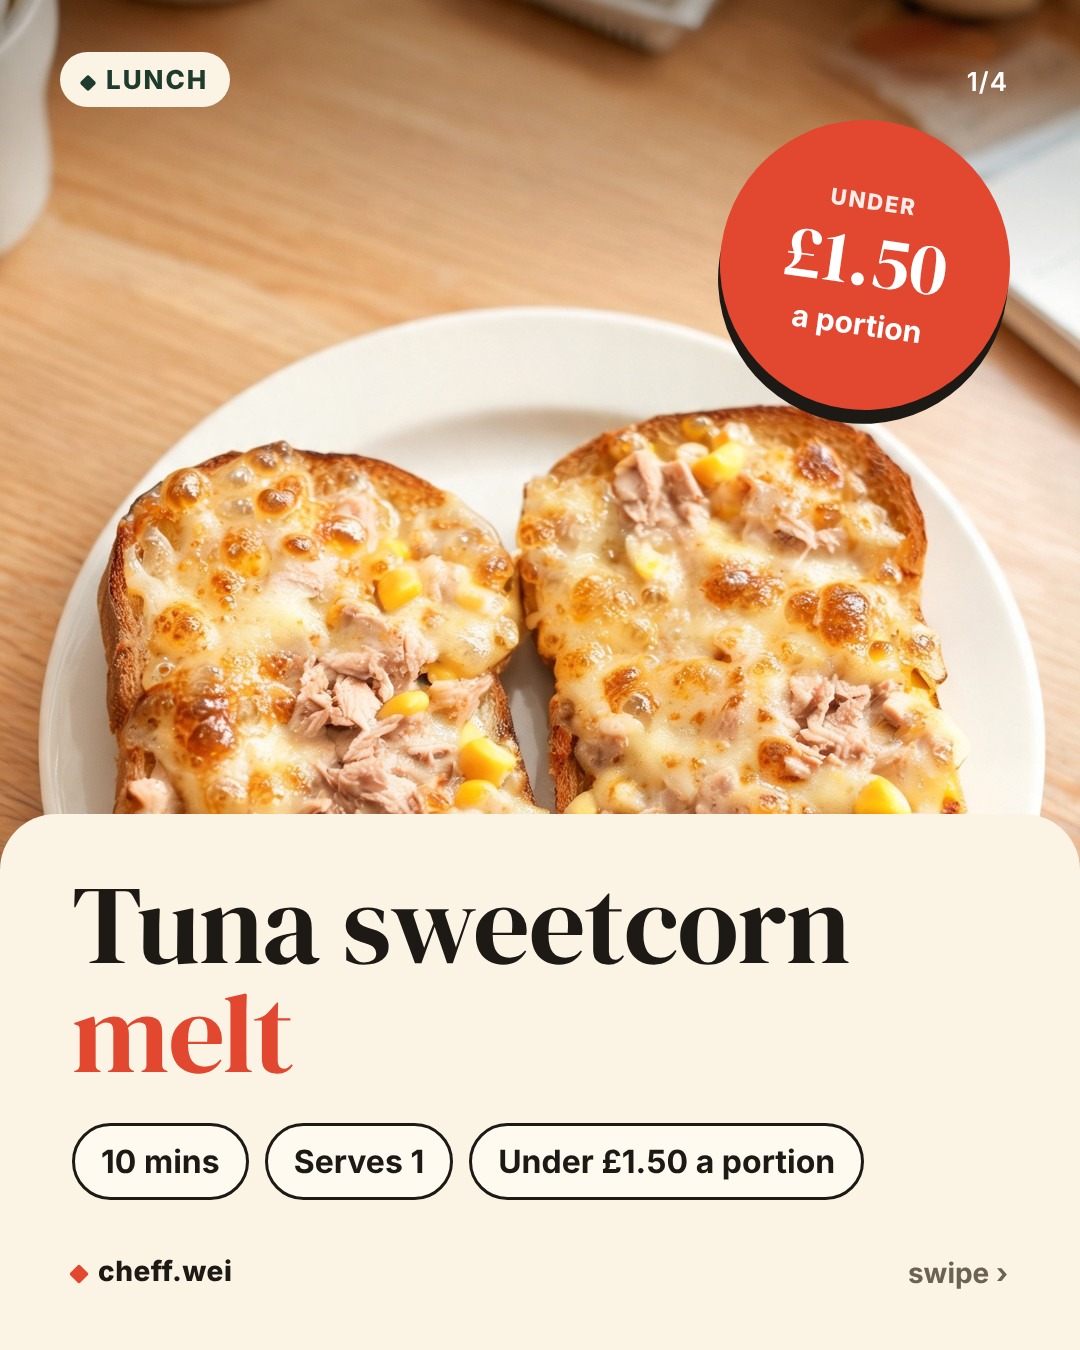 LUNCH
1/4
UNDER
£1.50
a portion
Tuna sweetcorn
melt
10 mins
Serves 1
Under £1.50 a portion
cheff.wei
swipe ›